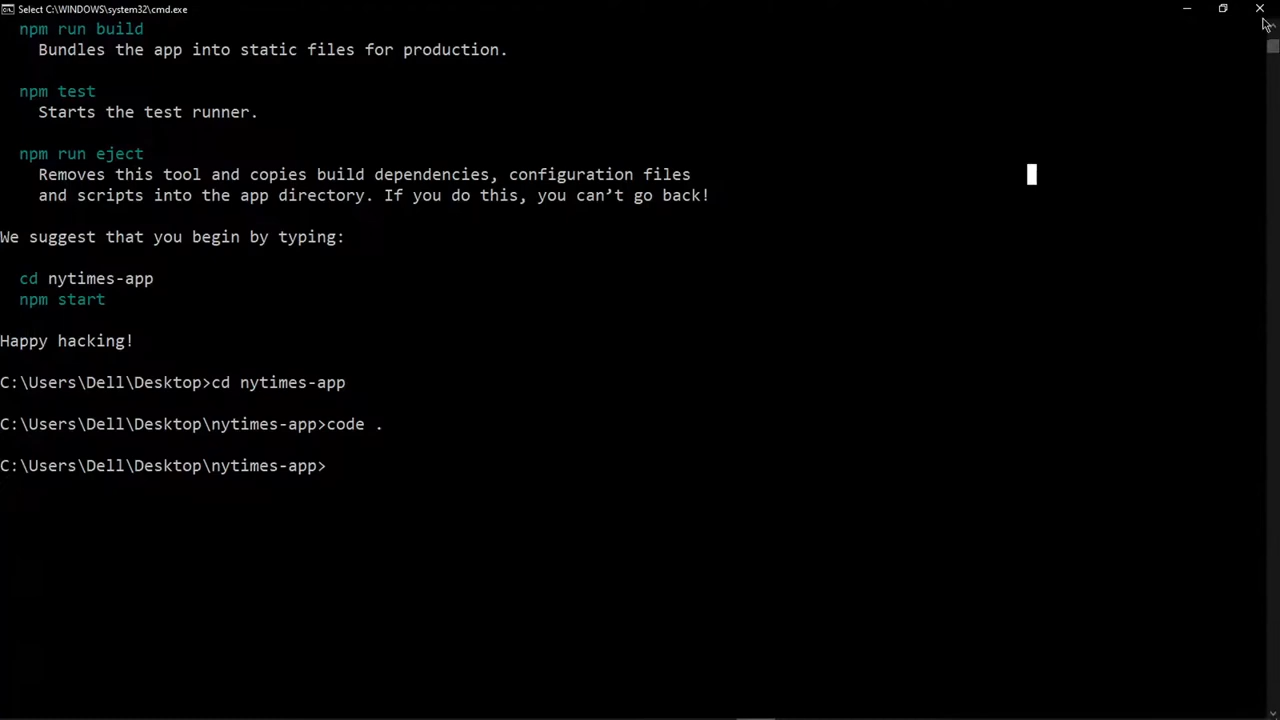 Select C:\WINDOWS\system32\cmd.exe
npm run build
Bundles the app into static files for production.
npm test
Starts the test runner.
npm run eject
Removes this tool and copies build dependencies, configuration files
and scripts into the app directory. If you do this, you can’t go back!
We suggest that you begin by typing:
cd nytimes-app
npm start
Happy hacking!
C:\Users\Dell\Desktop>cd nytimes-app
C:\Users\Dell\Desktop\nytimes-app>code .
C:\Users\Dell\Desktop\nytimes-app>